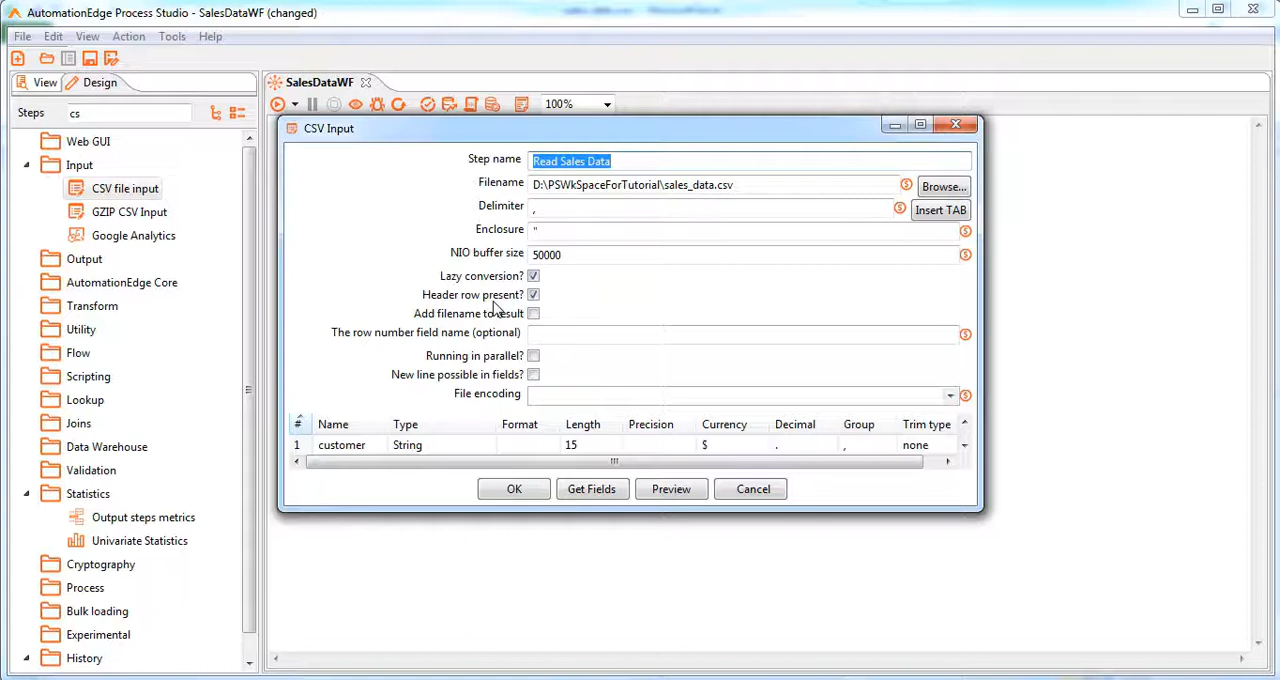 AutomationEdge Process Studio - SalesDataWF (changed)
File Edit View Action Tools Help
View Design
SalesDataWF
Steps cs
100%
Web GUI
Input
CSV file input
GZIP CSV Input
Google Analytics
Output
AutomationEdge Core
Transform
Utility
Flow
Scripting
Lookup
Joins
Data Warehouse
Validation
Statistics
Output steps metrics
Univariate Statistics
Cryptography
Process
Bulk loading
Experimental
History
CSV Input
Step name Read Sales Data
Filename D:\PSWkSpaceForTutorial\sales_data.csv Browse...
Delimiter , Insert TAB
Enclosure "
NIO buffer size 50000
Lazy conversion?
Header row present?
Add filename to result
The row number field name (optional)
Running in parallel?
New line possible in fields?
File encoding
# Name Type Format Length Precision Currency Decimal Group Trim type
1 customer String 15 $ . , none
OK Get Fields Preview Cancel